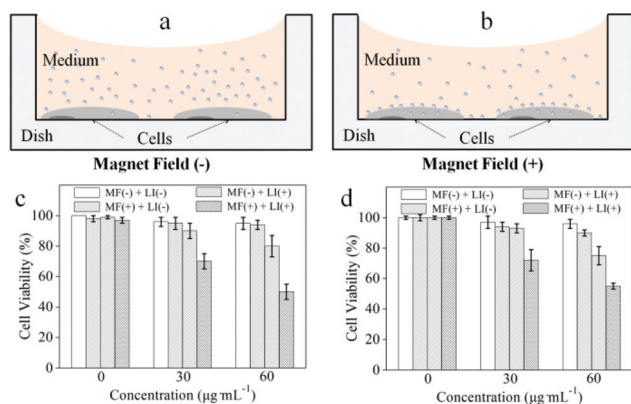 a
b
Medium
Medium
Dish
Cells
Dish
Cells
Magnet Field (-)
Magnet Field (+)
c
MF(-) + LI(-)
MF(-) + LI(+)
MF(+) + LI(-)
MF(+) + LI(+)
Cell Viability (%)
100
80
60
40
20
0
0
30
60
Concentration (μg·mL⁻¹)
d
MF(-) + LI(-)
MF(-) + LI(+)
MF(+) + LI(-)
MF(+) + LI(+)
Cell Viability (%)
100
80
60
40
20
0
0
30
60
Concentration (μg·mL⁻¹)